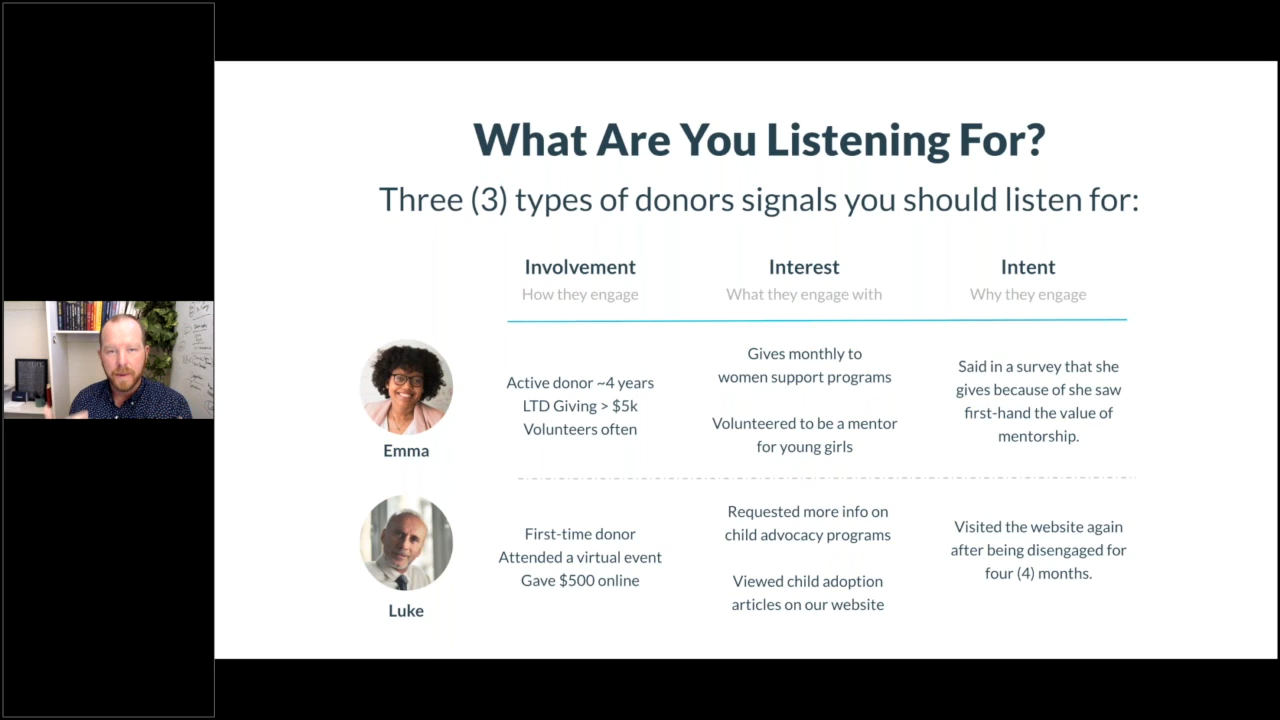 What Are You Listening For?
Three (3) types of donors signals you should listen for:
Involvement
How they engage
Interest
What they engage with
Intent
Why they engage
Emma
Active donor ~4 years
LTD Giving > $5k
Volunteers often
Gives monthly to
women support programs
Volunteered to be a mentor
for young girls
Said in a survey that she
gives because of she saw
first-hand the value of
mentorship.
Luke
First-time donor
Attended a virtual event
Gave $500 online
Requested more info on
child advocacy programs
Viewed child adoption
articles on our website
Visited the website again
after being disengaged for
four (4) months.